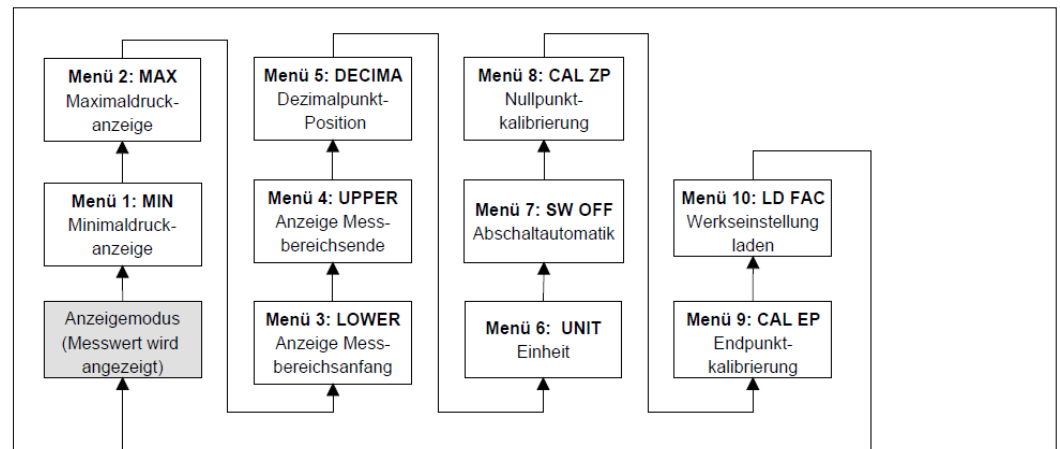 Menü 2: MAX
Maximaldruck-
anzeige
Menü 1: MIN
Minimaldruck-
anzeige
Anzeigemodus
(Messwert wird
angezeigt)
Menü 5: DECIMA
Dezimalpunkt-
Position
Menü 4: UPPER
Anzeige Mess-
bereichsende
Menü 3: LOWER
Anzeige Mess-
bereichsanfang
Menü 8: CAL ZP
Nullpunkt-
kalibrierung
Menü 7: SW OFF
Abschaltautomatik
Menü 6: UNIT
Einheit
Menü 10: LD FAC
Werkseinstellung
laden
Menü 9: CAL EP
Endpunkt-
kalibrierung